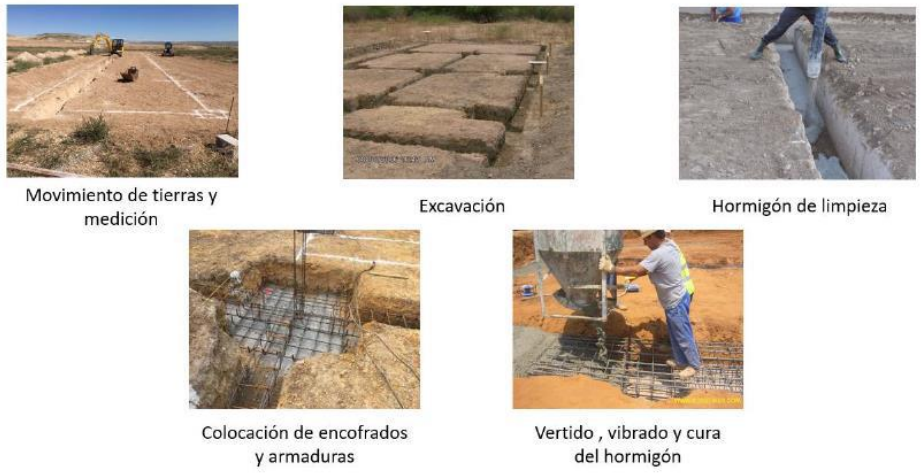 Movimiento de tierras y
medición
Excavación
Hormigón de limpieza
Colocación de encofrados
y armaduras
Vertido , vibrado y cura
del hormigón